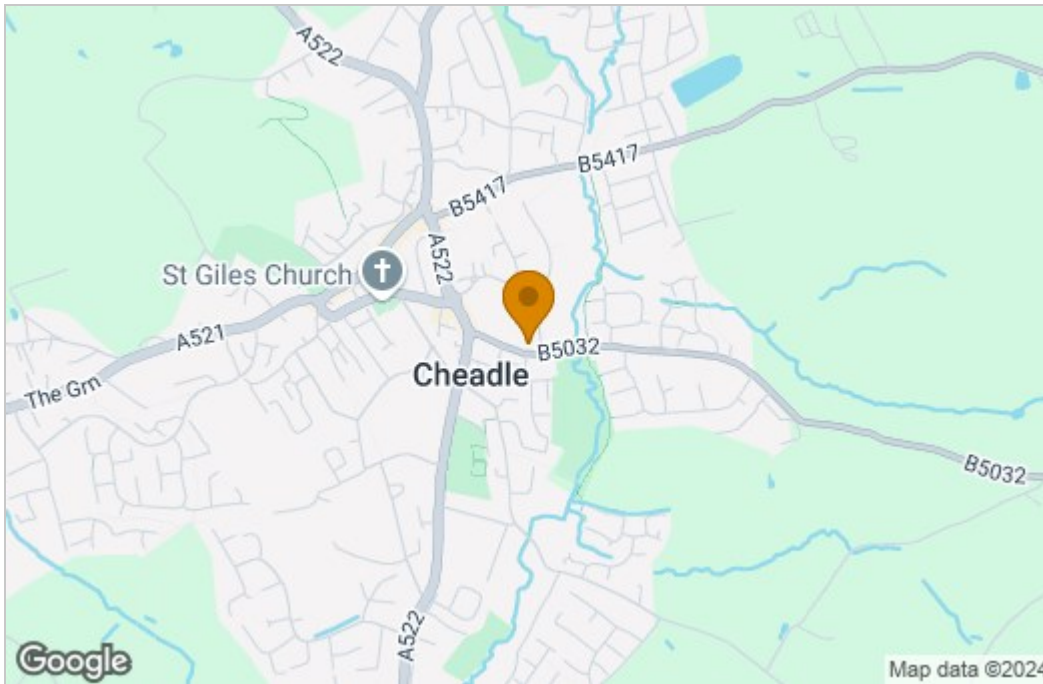 A522
B5417
B5417
A522
St Giles Church
A521
B5032
Cheadle
The Grn
B5032
A522
Google
Map data ©2024